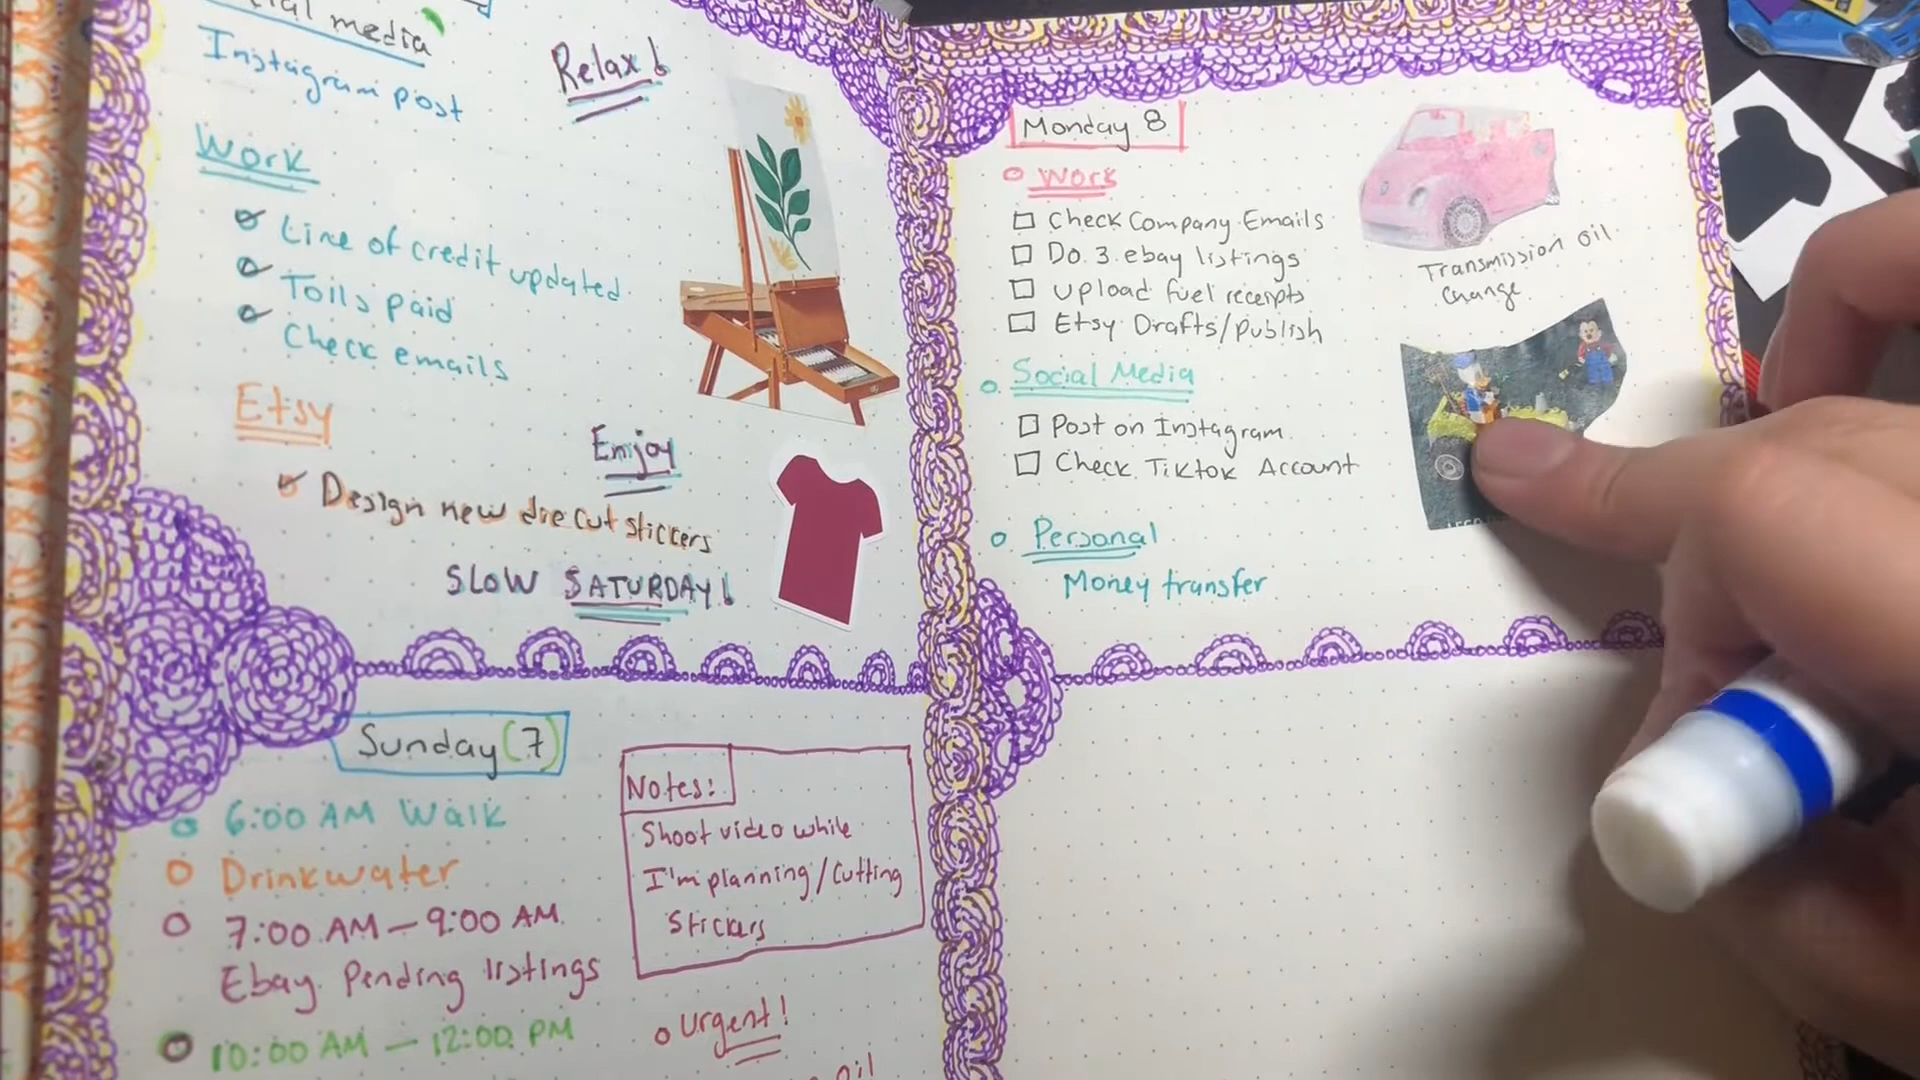 media
Instagram post
Relax!
Work
Line of credit updated
Tolls paid
Check emails
Etsy
Enjoy
Design new die cut stickers
SLOW SATURDAY!
Sunday (7)
6:00 AM Walk
Drink water
7:00 AM - 9:00 AM
Ebay Pending listings
10:00 AM - 12:00 PM
Notes:
Shoot video while
I'm planning/cutting
Stickers
Urgent!
oil
Monday 8
Work
Check Company Emails
Do 3 ebay listings
upload fuel receipts
Etsy Drafts/publish
Transmission oil
Change
Social Media
Post on Instagram
Check Tiktok Account
Personal
Money transfer